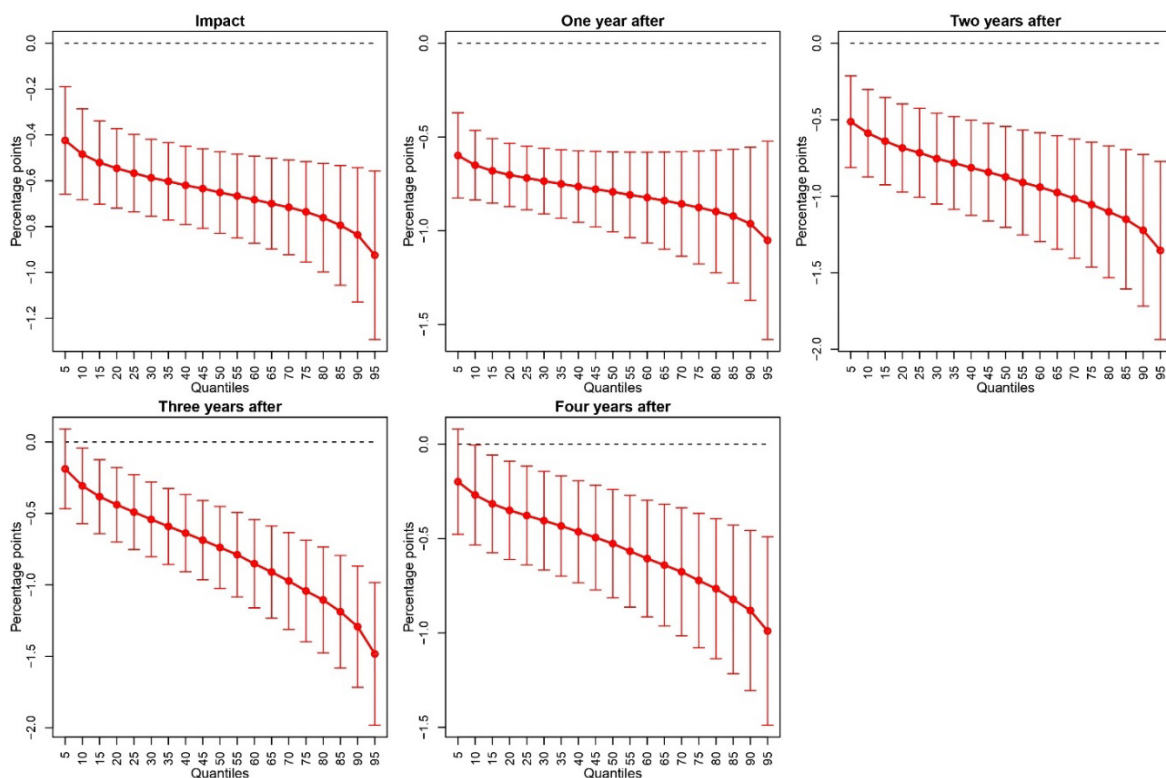 Impact
Percentage points
0.0
−0.2
−0.4
−0.6
−0.8
−1.0
−1.2
5 10 15 20 25 30 35 40 45 50 55 60 65 70 75 80 85 90 95
Quantiles
One year after
Percentage points
0.0
−0.5
−1.0
−1.5
5 10 15 20 25 30 35 40 45 50 55 60 65 70 75 80 85 90 95
Quantiles
Two years after
Percentage points
0.0
−0.5
−1.0
−1.5
−2.0
5 10 15 20 25 30 35 40 45 50 55 60 65 70 75 80 85 90 95
Quantiles
Three years after
Percentage points
0.0
−0.5
−1.0
−1.5
−2.0
5 10 15 20 25 30 35 40 45 50 55 60 65 70 75 80 85 90 95
Quantiles
Four years after
Percentage points
0.0
−0.5
−1.0
−1.5
5 10 15 20 25 30 35 40 45 50 55 60 65 70 75 80 85 90 95
Quantiles